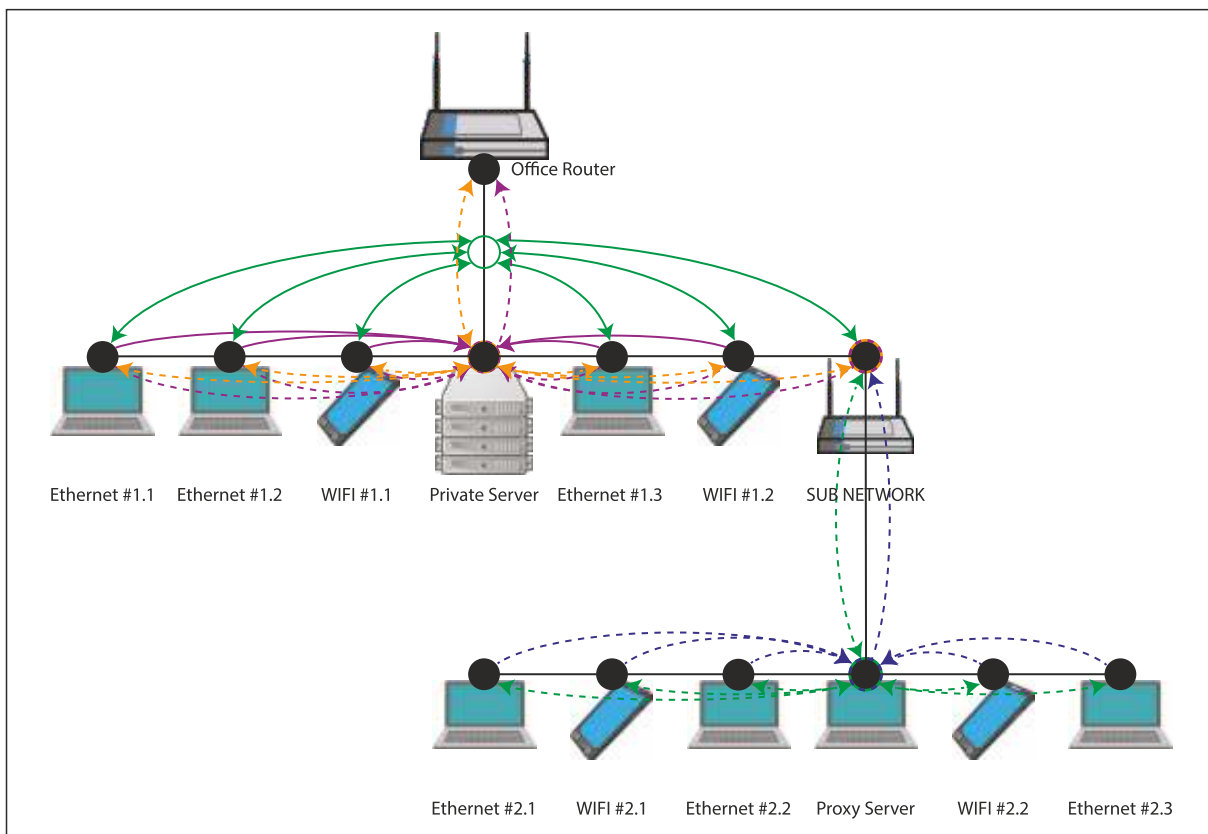 Office Router
Ethernet #1.1
Ethernet #1.2
WIFI #1.1
Private Server
Ethernet #1.3
WIFI #1.2
SUB NETWORK
Ethernet #2.1
WIFI #2.1
Ethernet #2.2
Proxy Server
WIFI #2.2
Ethernet #2.3